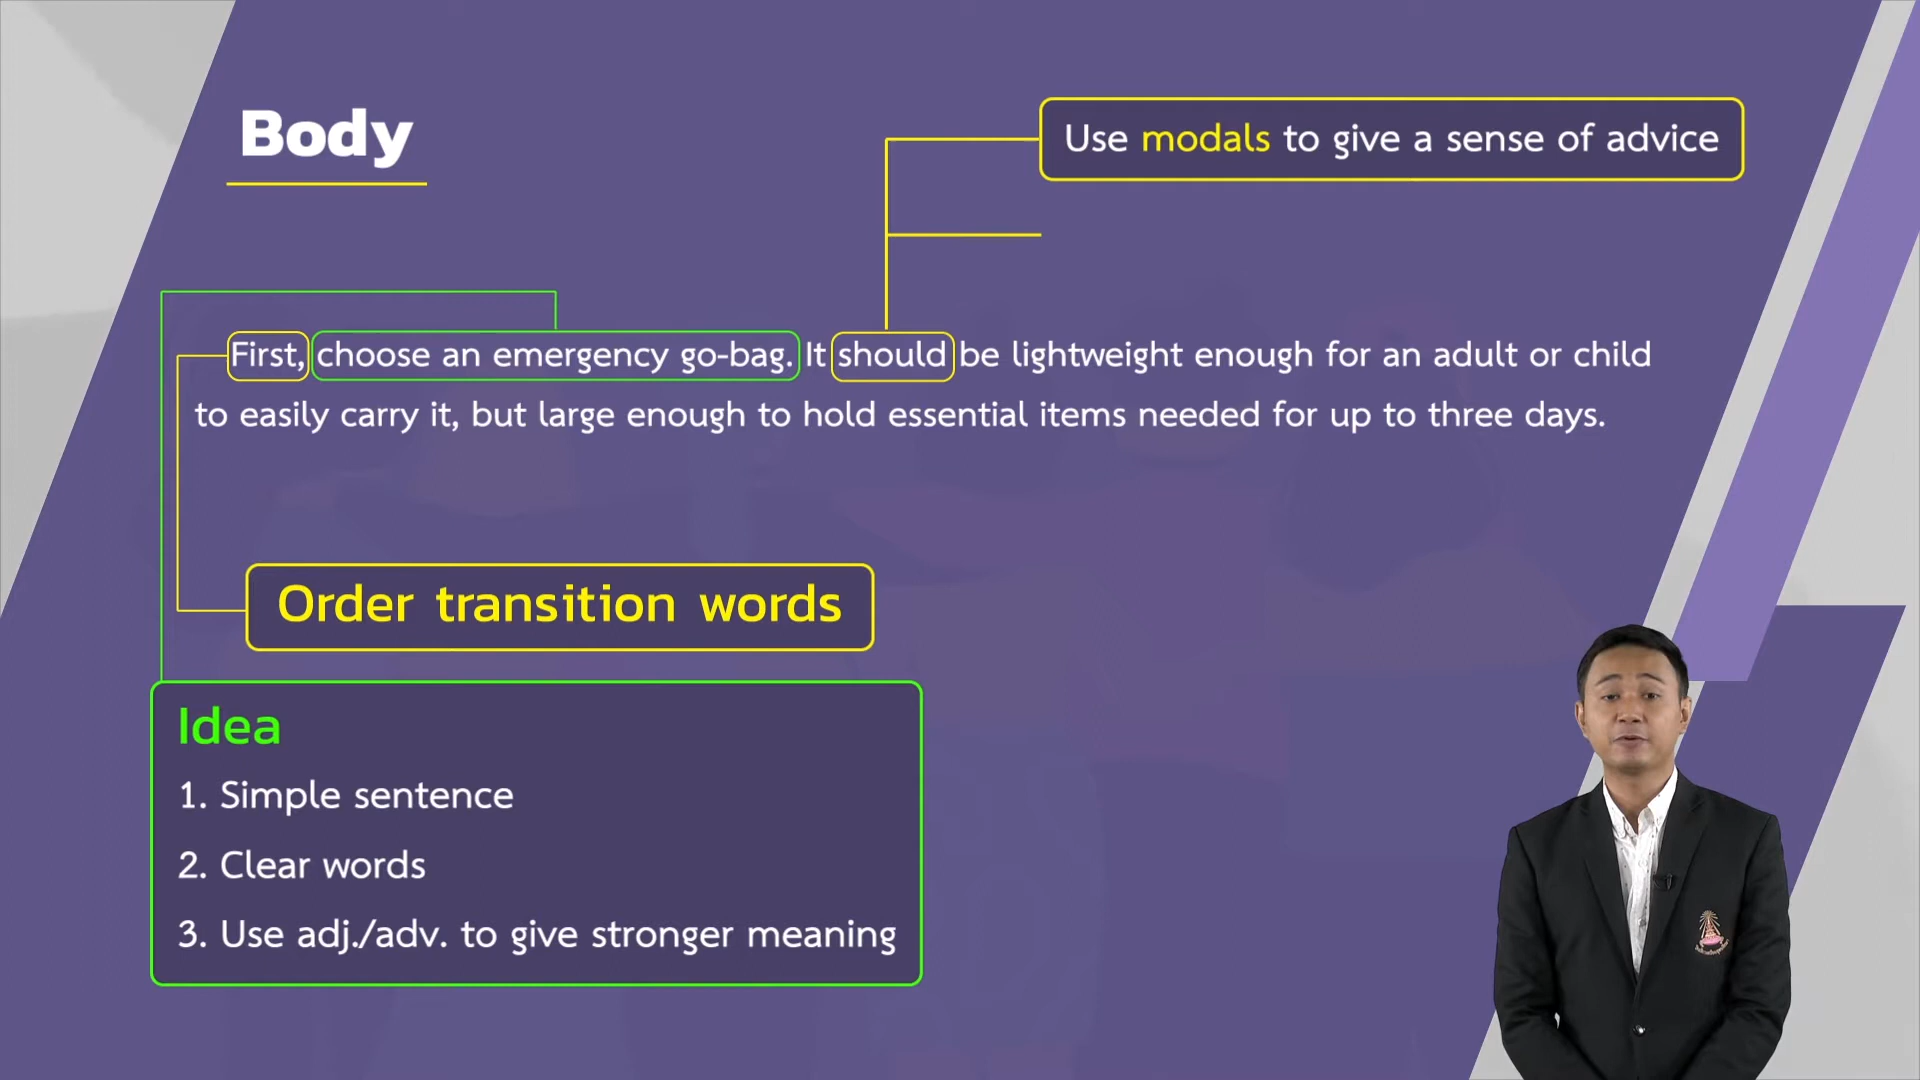 Body
Use modals to give a sense of advice
First, choose an emergency go-bag. It should be lightweight enough for an adult or child
to easily carry it, but large enough to hold essential items needed for up to three days.
Order transition words
Idea
1. Simple sentence
2. Clear words
3. Use adj./adv. to give stronger meaning